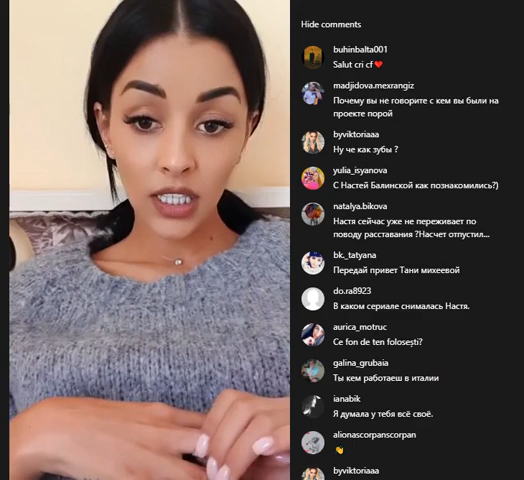 Hide comments
buhinbalta001
Salut cri cf❤️
madjidova.mexrangiz
Почему вы не говорите с кем вы были на
проекте порой
byviktoriaaa
Ну че как зубы ?
yulia_isyanova
С Настей Балинской как познакомились?)
natalya.bikova
Настя сейчас уже не переживает по
поводу расставания ?Насчет отпустил...
bk._tatyana
Передай привет Тани михеевой
do.ra8923
В каком сериале снималась Настя.
aurica_motruc
Ce fon de ten folosești?
galina_grubaia
Ты кем работаеш в италии
ianabik
Я думала у тебя всё своё.
alionascorpanscorpan
👏
byviktoriaaa